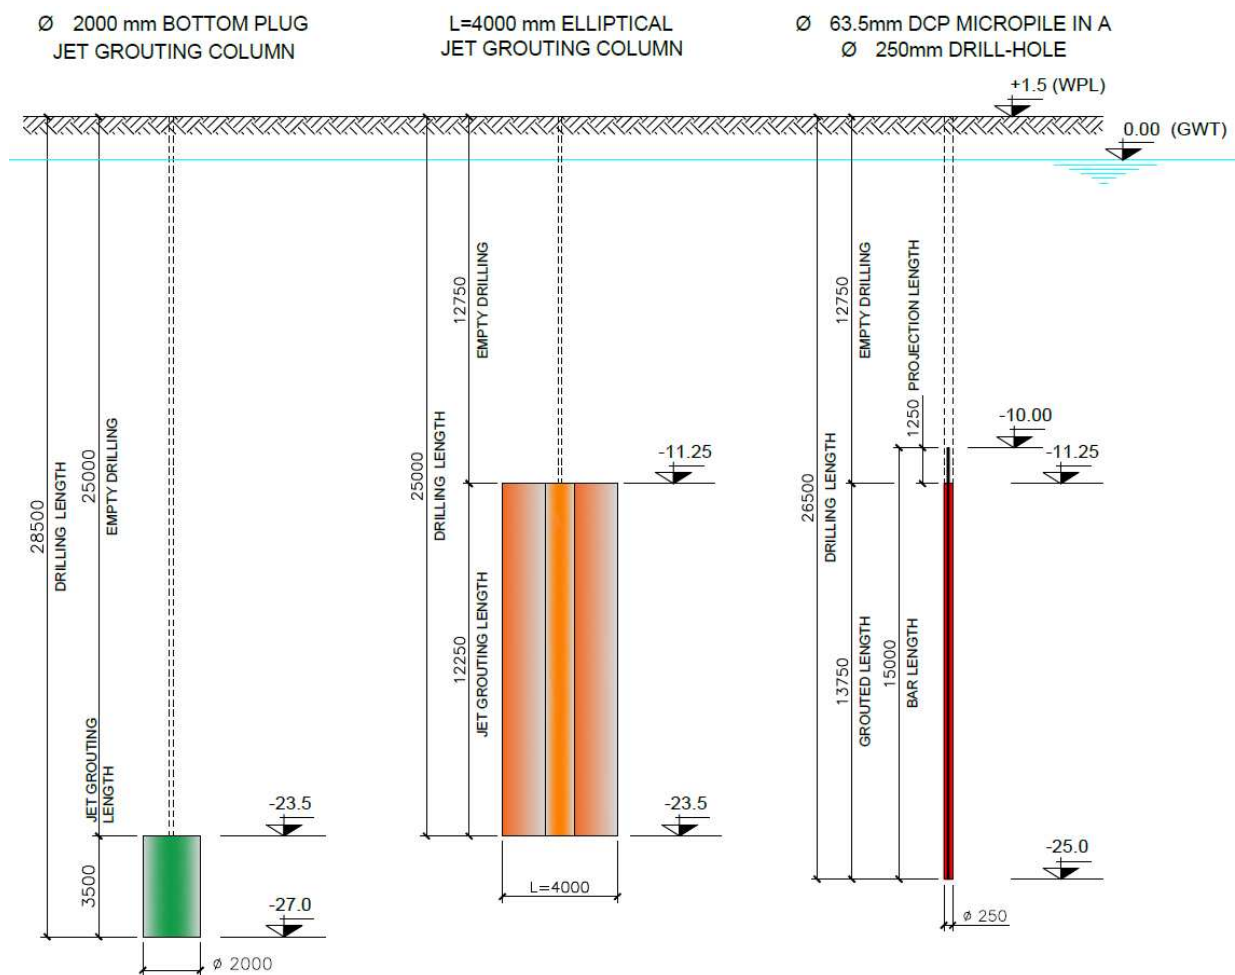 Ø 2000 mm BOTTOM PLUG
JET GROUTING COLUMN
L=4000 mm ELLIPTICAL
JET GROUTING COLUMN
Ø 63.5mm DCP MICROPILE IN A
Ø 250mm DRILL-HOLE
+1.5 (WPL)
0.00 (GWT)
28500
DRILLING LENGTH
25000
EMPTY DRILLING
JET GROUTING
LENGTH
3500
-23.5
-27.0
ø 2000
25000
DRILLING LENGTH
12750
EMPTY DRILLING
12250
JET GROUTING LENGTH
-11.25
-23.5
L=4000
26500
DRILLING LENGTH
12750
EMPTY DRILLING
1250 PROJECTION LENGTH
-10.00
-11.25
13750
GROUTED LENGTH
15000
BAR LENGTH
-25.0
ø 250